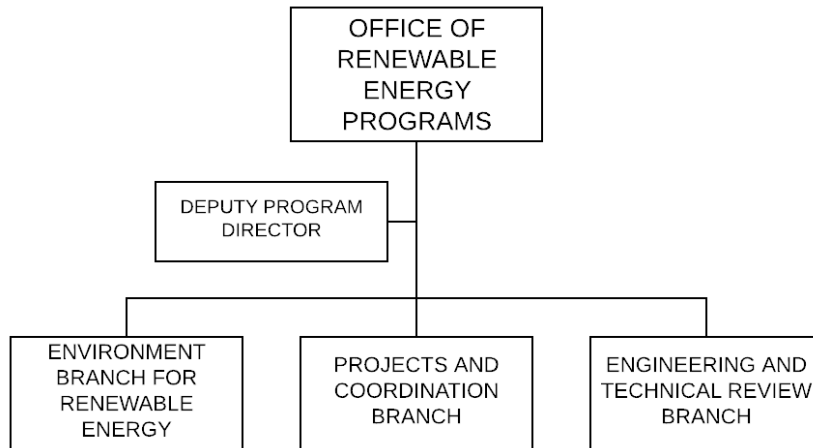 OFFICE OF
RENEWABLE
ENERGY
PROGRAMS
DEPUTY PROGRAM
DIRECTOR
ENVIRONMENT
BRANCH FOR
RENEWABLE
ENERGY
PROJECTS AND
COORDINATION
BRANCH
ENGINEERING AND
TECHNICAL REVIEW
BRANCH